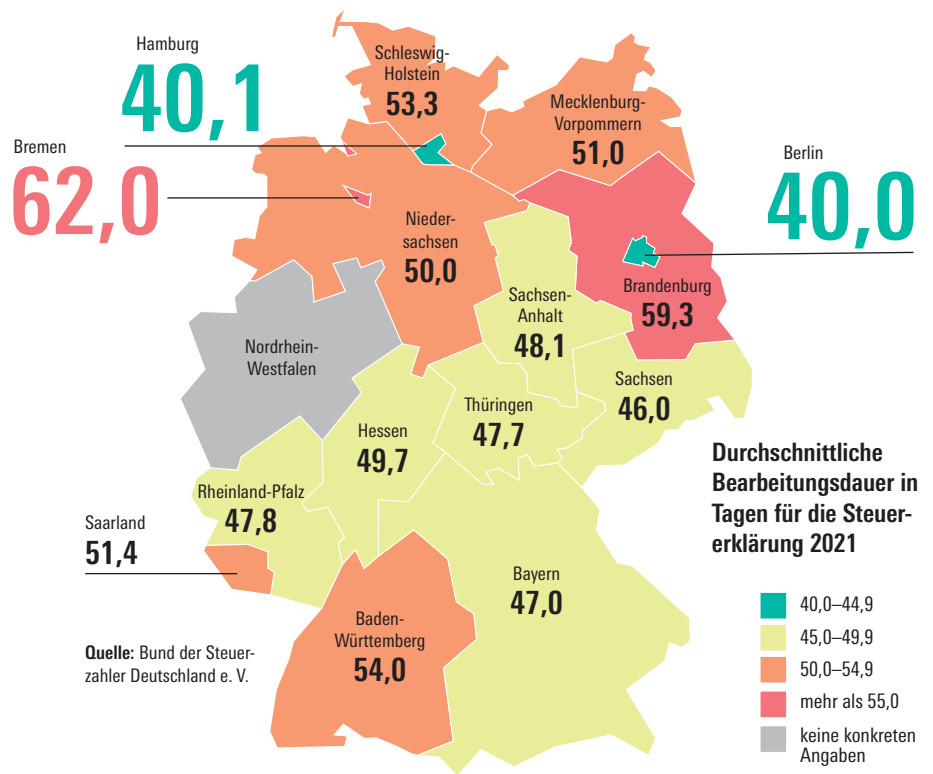 Hamburg
40,1
Bremen
62,0
Schleswig-
Holstein
53,3
Mecklenburg-
Vorpommern
51,0
Berlin
40,0
Nieder-
sachsen
50,0
Brandenburg
59,3
Sachsen-
Anhalt
48,1
Nordrhein-
Westfalen
Sachsen
46,0
Thüringen
47,7
Hessen
49,7
Rheinland-Pfalz
47,8
Saarland
51,4
Bayern
47,0
Baden-
Württemberg
54,0
Quelle: Bund der Steuer-
zahler Deutschland e. V.
Durchschnittliche
Bearbeitungsdauer in
Tagen für die Steuer-
erklärung 2021
40,0–44,9
45,0–49,9
50,0–54,9
mehr als 55,0
keine konkreten
Angaben